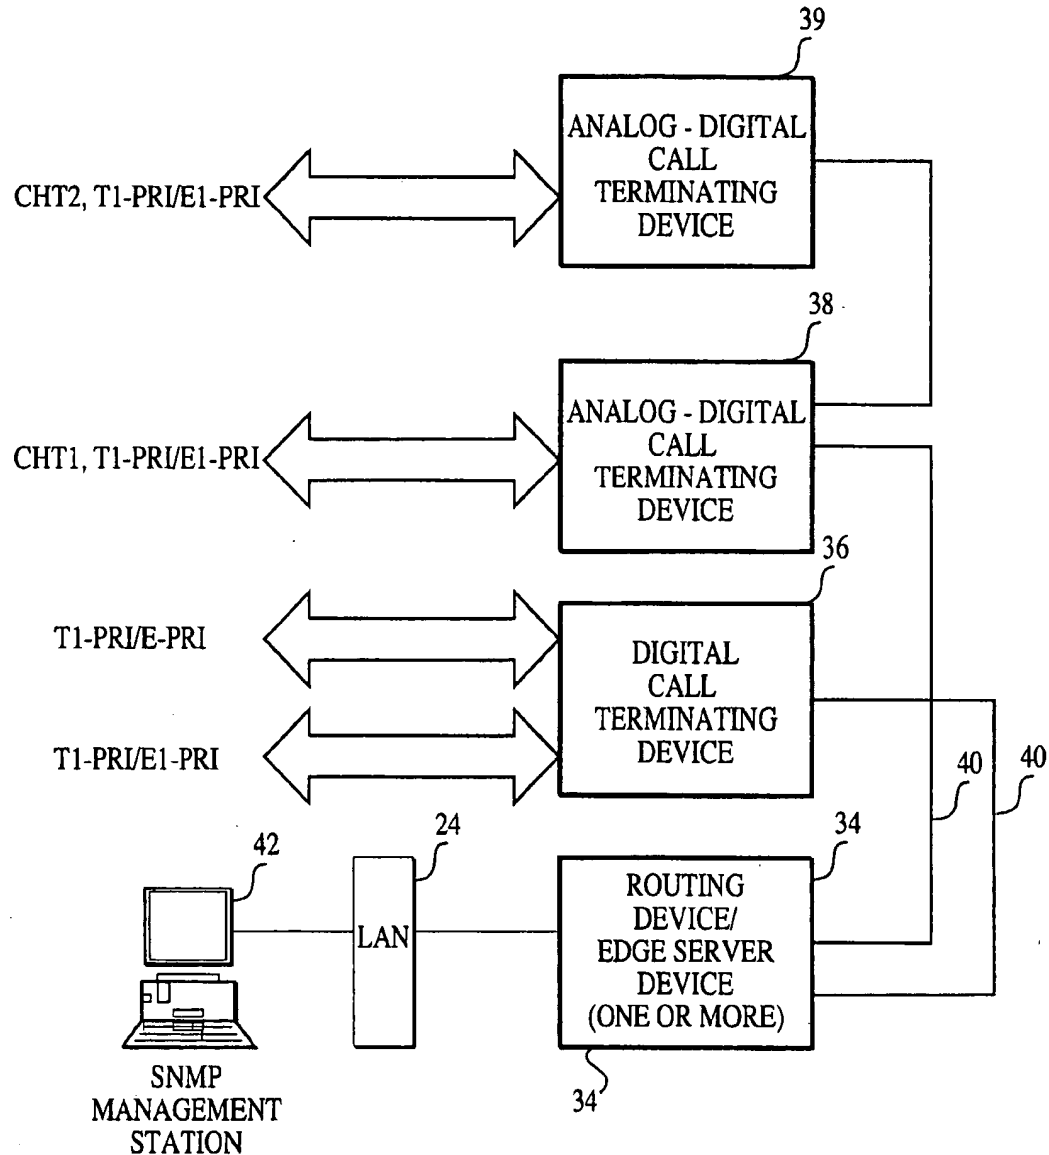 39
ANALOG - DIGITAL
CALL
TERMINATING
DEVICE
CHT2, T1-PRI/E1-PRI
38
ANALOG - DIGITAL
CALL
TERMINATING
DEVICE
CHT1, T1-PRI/E1-PRI
36
T1-PRI/E-PRI
DIGITAL
CALL
TERMINATING
DEVICE
T1-PRI/E1-PRI
40
40
42
24
34
LAN
ROUTING
DEVICE/
EDGE SERVER
DEVICE
(ONE OR MORE)
34
SNMP
MANAGEMENT
STATION